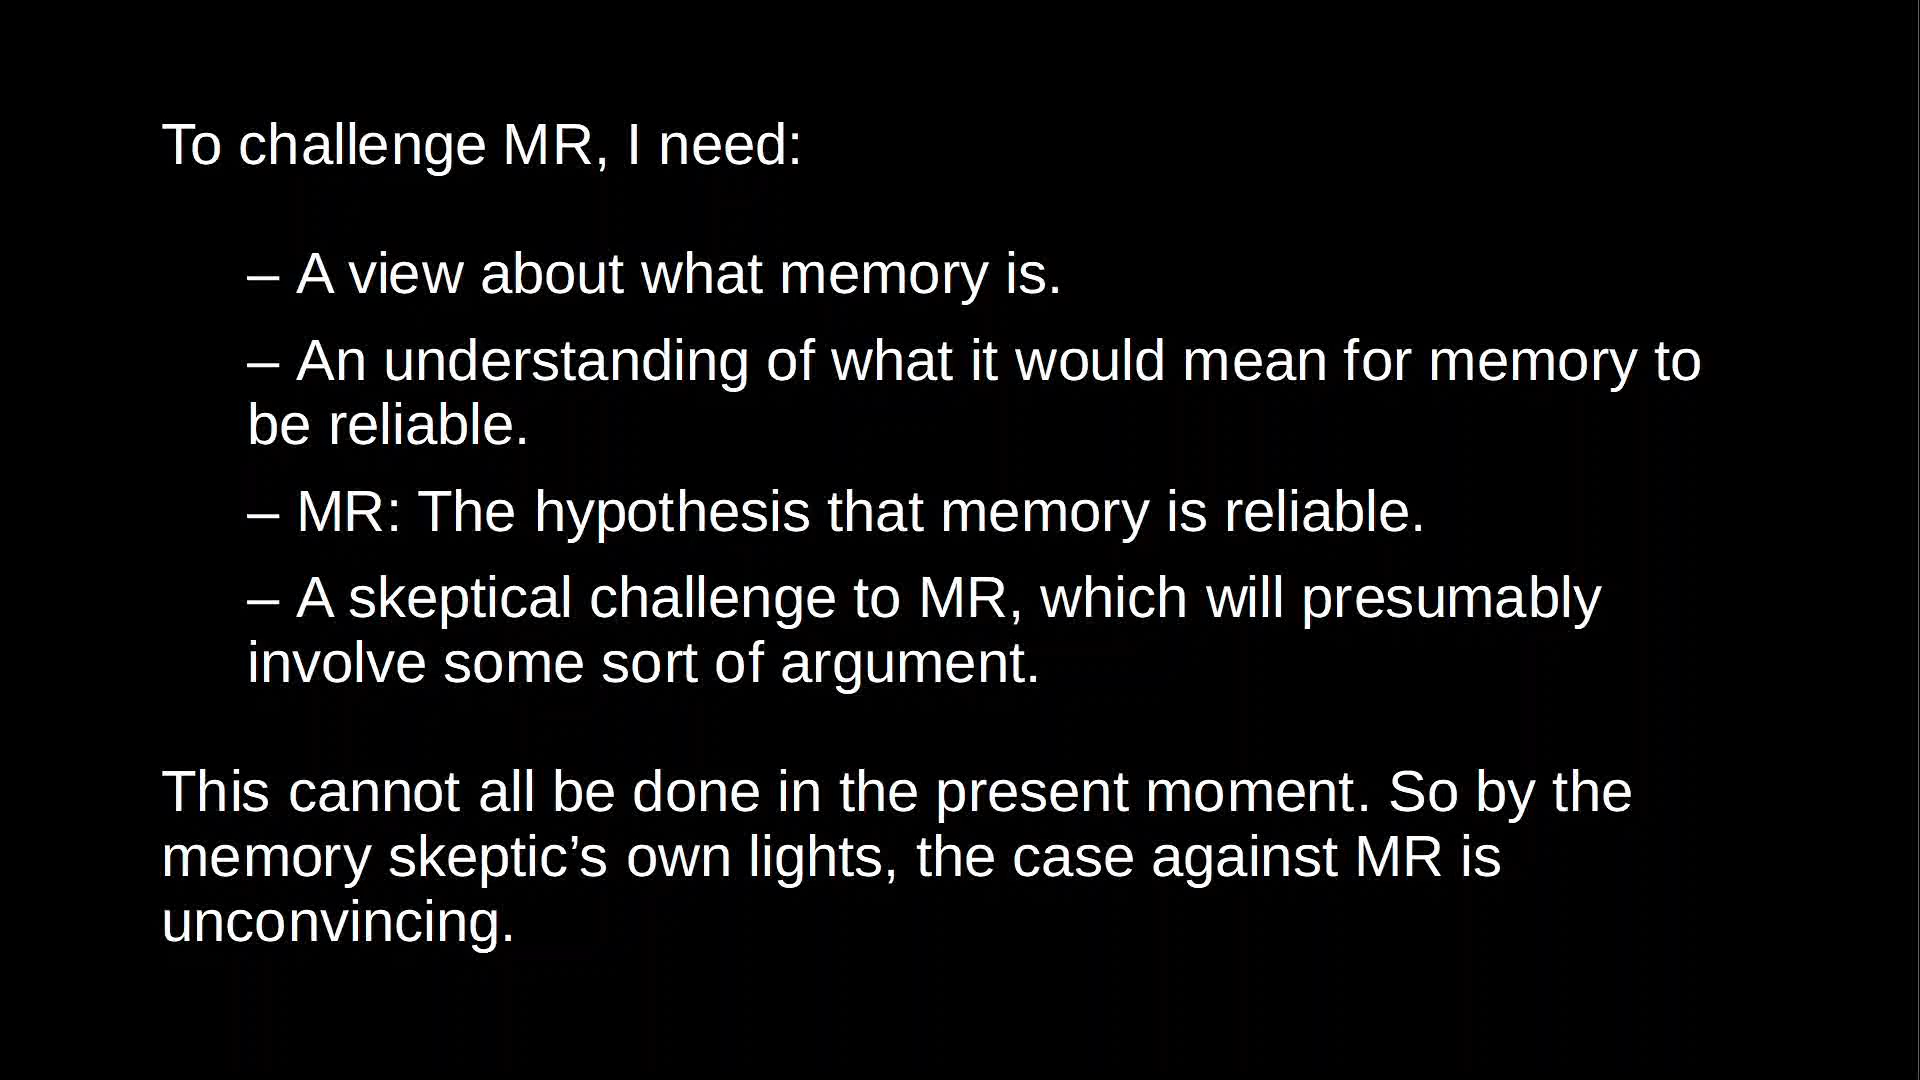 To challenge MR, I need:
– A view about what memory is.
– An understanding of what it would mean for memory to
be reliable.
– MR: The hypothesis that memory is reliable.
– A skeptical challenge to MR, which will presumably
involve some sort of argument.
This cannot all be done in the present moment. So by the
memory skeptic’s own lights, the case against MR is
unconvincing.